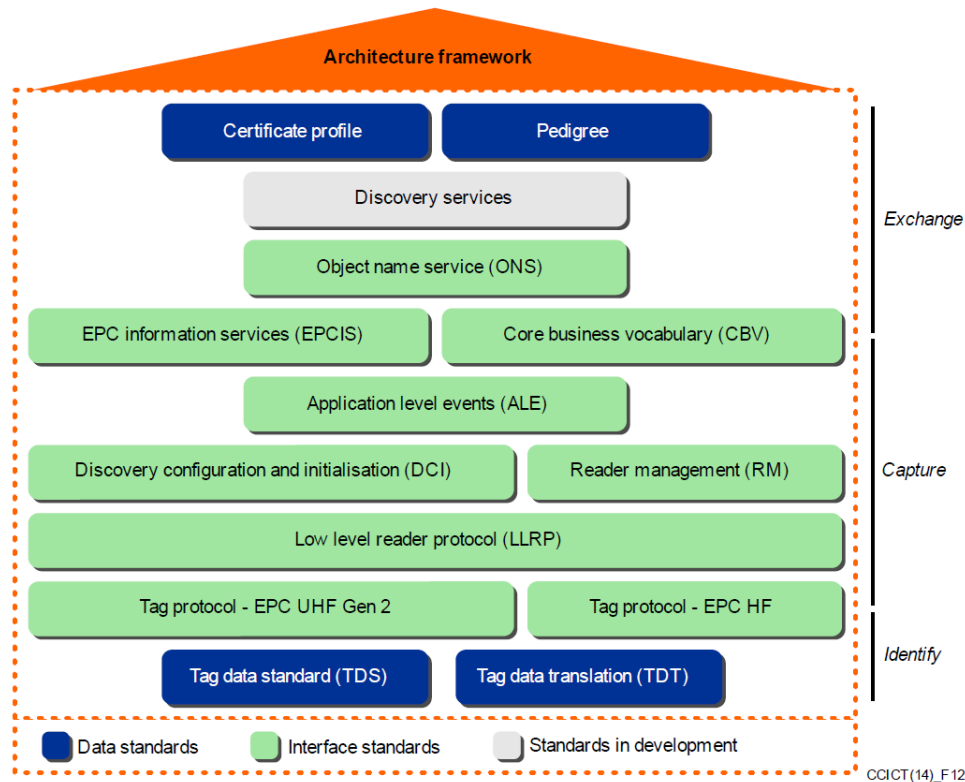 Architecture framework
Certificate profile
Pedigree
Discovery services
Exchange
Object name service (ONS)
EPC information services (EPCIS)
Core business vocabulary (CBV)
Application level events (ALE)
Discovery configuration and initialisation (DCI)
Reader management (RM)
Capture
Low level reader protocol (LLRP)
Tag protocol - EPC UHF Gen 2
Tag protocol - EPC HF
Identify
Tag data standard (TDS)
Tag data translation (TDT)
Data standards
Interface standards
Standards in development
CCICT(14)_F12